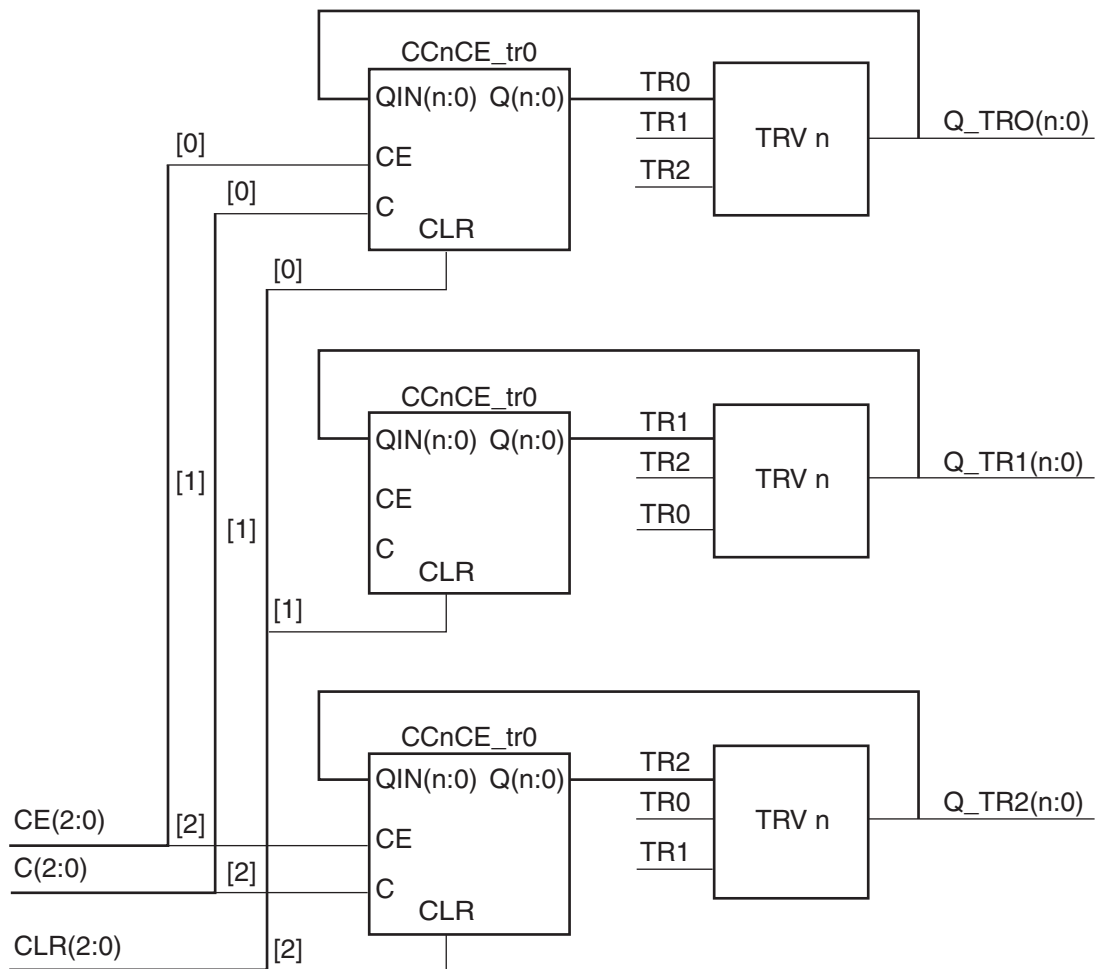 CCnCE_tr0
QIN(n:0) Q(n:0)
TR0
TR1
TRV n
Q_TRO(n:0)
[0]
CE
TR2
[0]
C
CLR
[0]
CCnCE_tr0
QIN(n:0) Q(n:0)
TR1
TR2
TRV n
Q_TR1(n:0)
[1]
CE
TR0
[1]
C
CLR
[1]
CCnCE_tr0
QIN(n:0) Q(n:0)
TR2
TR0
TRV n
Q_TR2(n:0)
CE(2:0)
[2]
CE
TR1
C(2:0)
[2]
C
CLR
CLR(2:0)
[2]